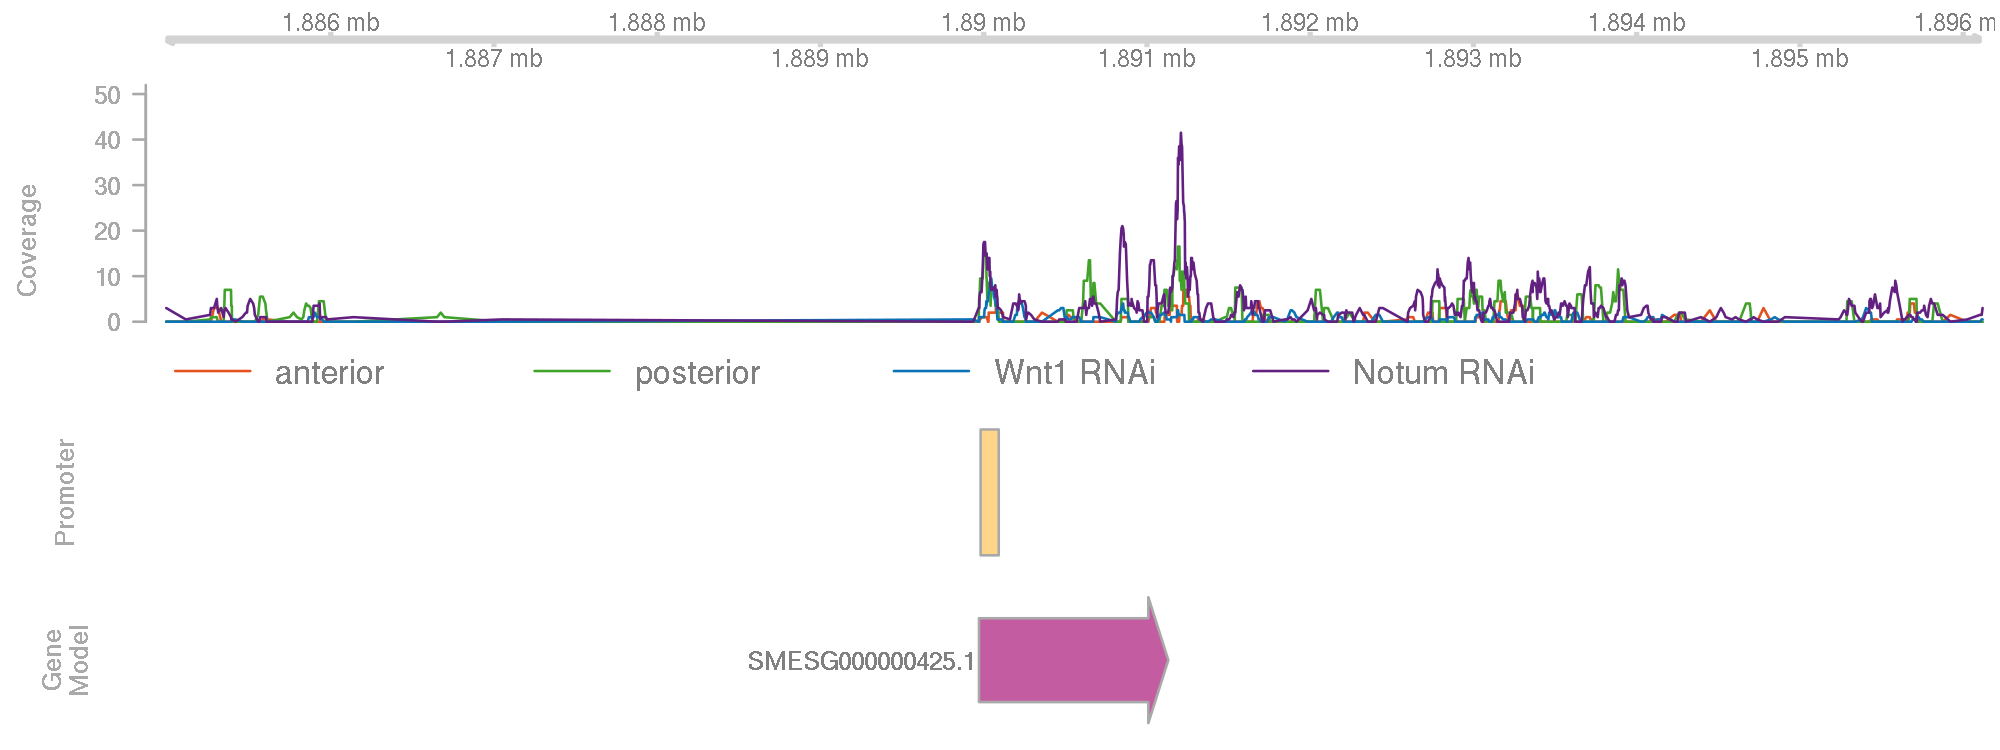 1.886 mb 1.888 mb 1.89 mb 1.892 mb 1.894 mb 1.896 m
1.887 mb 1.889 mb 1.891 mb 1.893 mb 1.895 mb
50
40
30
20
10
0
Coverage
anterior posterior Wnt1 RNAi Notum RNAi
Promoter
Gene
Model
SMESG000000425.1